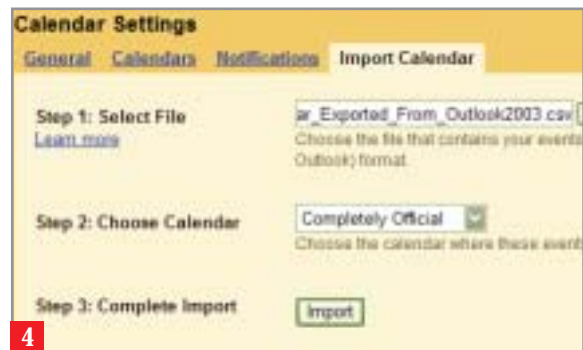 Calendar Settings
General Calendars Notifications Import Calendar
Step 1: Select File
ar_Exported_From_Outlook2003.csv
Learn more
Choose the file that contains your events
Outlook) format.
Step 2: Choose Calendar
Completely Official
Choose the calendar where these event
Step 3: Complete Import
Import
4